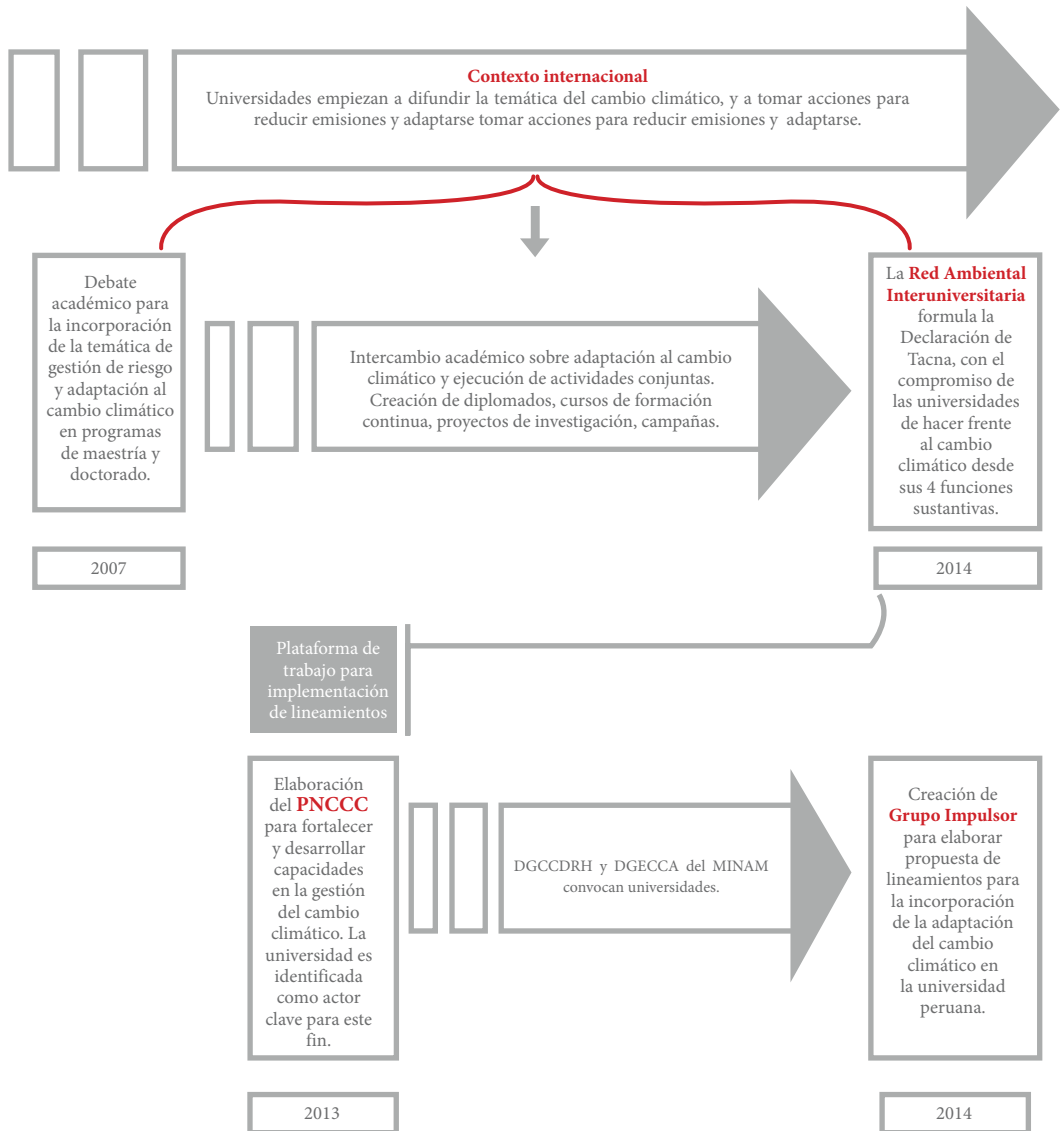 Contexto internacional
Universidades empiezan a difundir la temática del cambio climático, y a tomar acciones para
reducir emisiones y adaptarse tomar acciones para reducir emisiones y adaptarse.
Debate
académico para
la incorporación
de la temática de
gestión de riesgo
y adaptación al
cambio climático
en programas
de maestría y
doctorado.
2007
Intercambio académico sobre adaptación al cambio
climático y ejecución de actividades conjuntas.
Creación de diplomados, cursos de formación
continua, proyectos de investigación, campañas.
La Red Ambiental
Interuniversitaria
formula la
Declaración de
Tacna, con el
compromiso de
las universidades
de hacer frente
al cambio
climático desde
sus 4 funciones
sustantivas.
2014
Plataforma de
trabajo para
implementación
de lineamientos
Elaboración
del PNCCC
para fortalecer
y desarrollar
capacidades
en la gestión
del cambio
climático. La
universidad es
identificada
como actor
clave para este
fin.
2013
DGCCDRH y DGECCA del MINAM
convocan universidades.
Creación de
Grupo Impulsor
para elaborar
propuesta de
lineamientos para
la incorporación
de la adaptación
del cambio
climático en
la universidad
peruana.
2014